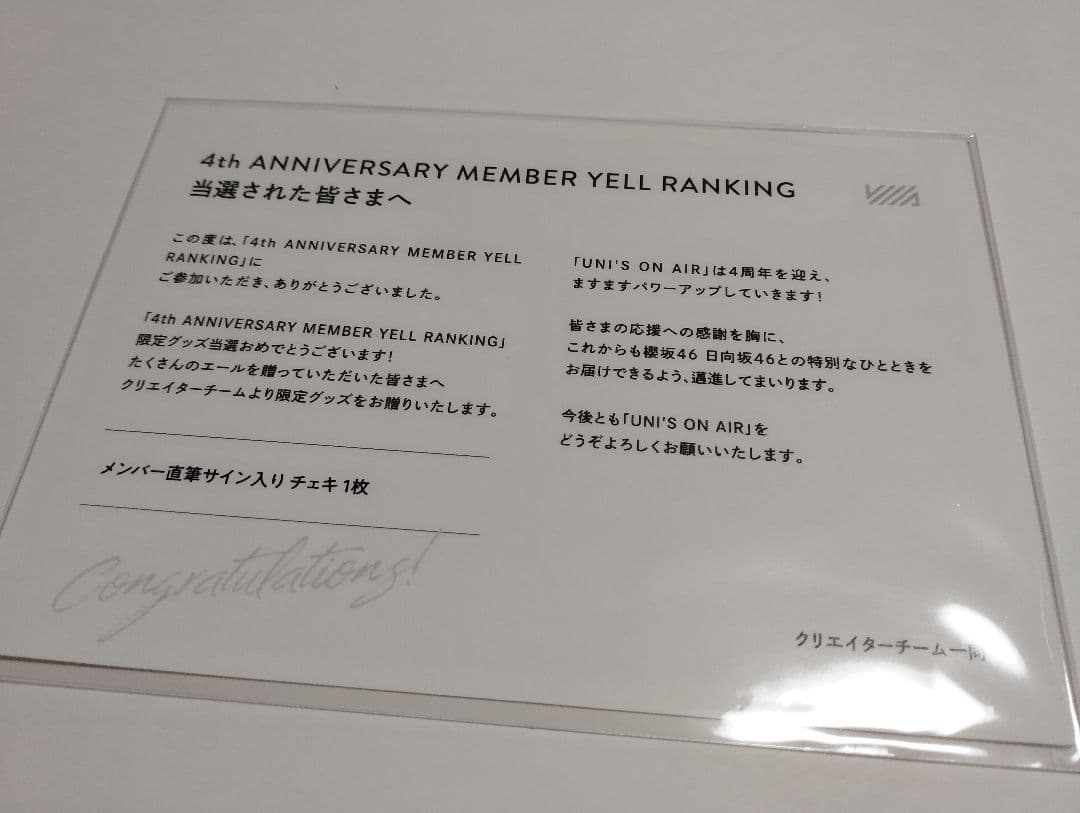 4th ANNIVERSARY MEMBER YELL RANKING
当選された皆さまへ
この度は、「4th ANNIVERSARY MEMBER YELL
RANKING」に
ご参加いただき、ありがとうございました。
「4th ANNIVERSARY MEMBER YELL RANKING」
限定グッズ当選おめでとうございます!
たくさんのエールを贈っていただいた皆さまへ
クリエイターチームより限定グッズをお贈りいたします。
メンバー直筆サイン入り チェキ 1枚
Congratulations!
「UNI'S ON AIR」は4周年を迎え、
ますますパワーアップしていきます!
皆さまの応援への感謝を胸に、
これからも櫻坂46 日向坂46との特別なひとときを
お届けできるよう、邁進してまいります。
今後とも「UNI'S ON AIR」を
どうぞよろしくお願いいたします。
クリエイターチーム一同